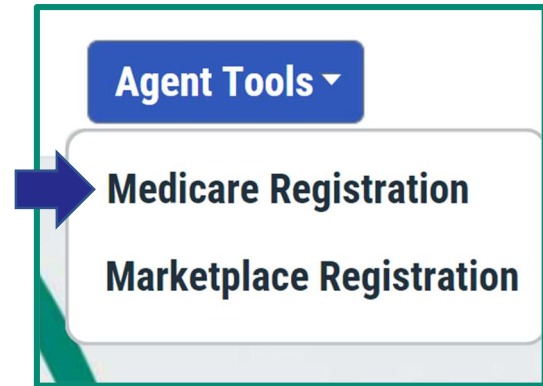 Agent Tools
Medicare Registration
Marketplace Registration